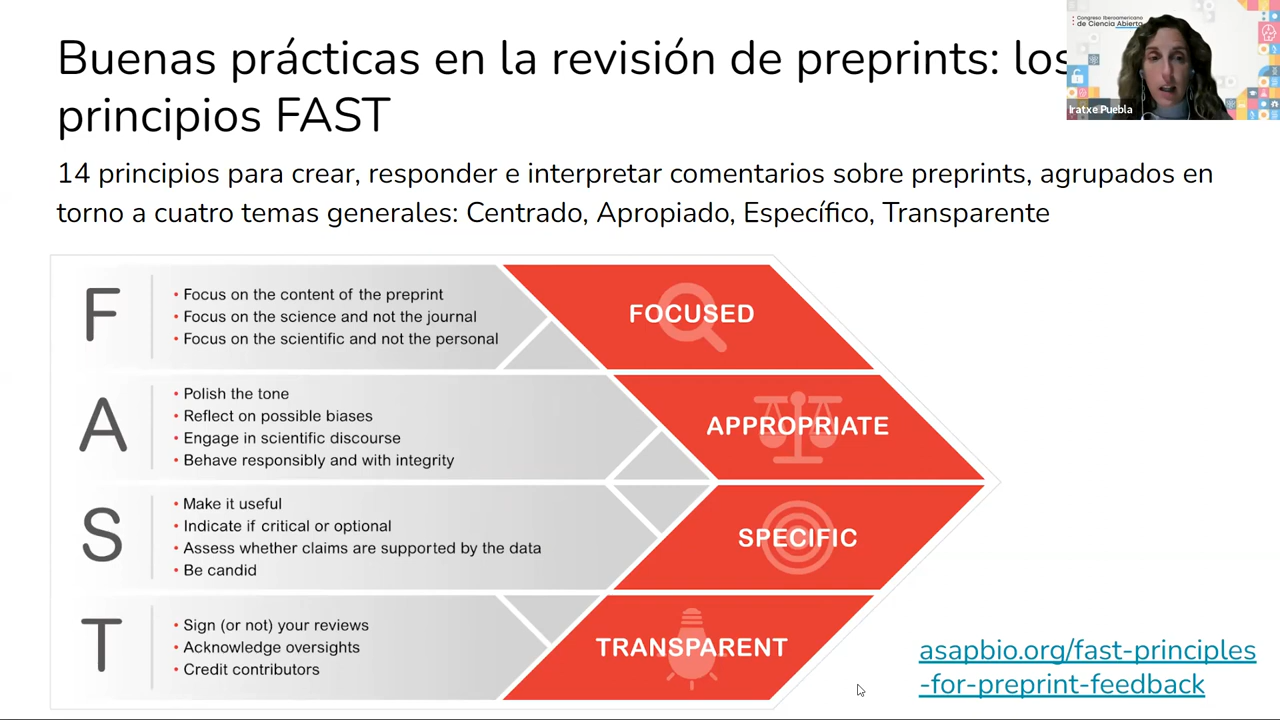 Buenas prácticas en la revisión de preprints: los
principios FAST
Congreso Iberoamericano
de Ciencia Abierta
Iratxe Puebla
14 principios para crear, responder e interpretar comentarios sobre preprints, agrupados en
torno a cuatro temas generales: Centrado, Apropiado, Específico, Transparente
F
• Focus on the content of the preprint
• Focus on the science and not the journal
• Focus on the scientific and not the personal
FOCUSED
A
• Polish the tone
• Reflect on possible biases
• Engage in scientific discourse
• Behave responsibly and with integrity
APPROPRIATE
S
• Make it useful
• Indicate if critical or optional
• Assess whether claims are supported by the data
• Be candid
SPECIFIC
T
• Sign (or not) your reviews
• Acknowledge oversights
• Credit contributors
TRANSPARENT
asapbio.org/fast-principles
-for-preprint-feedback